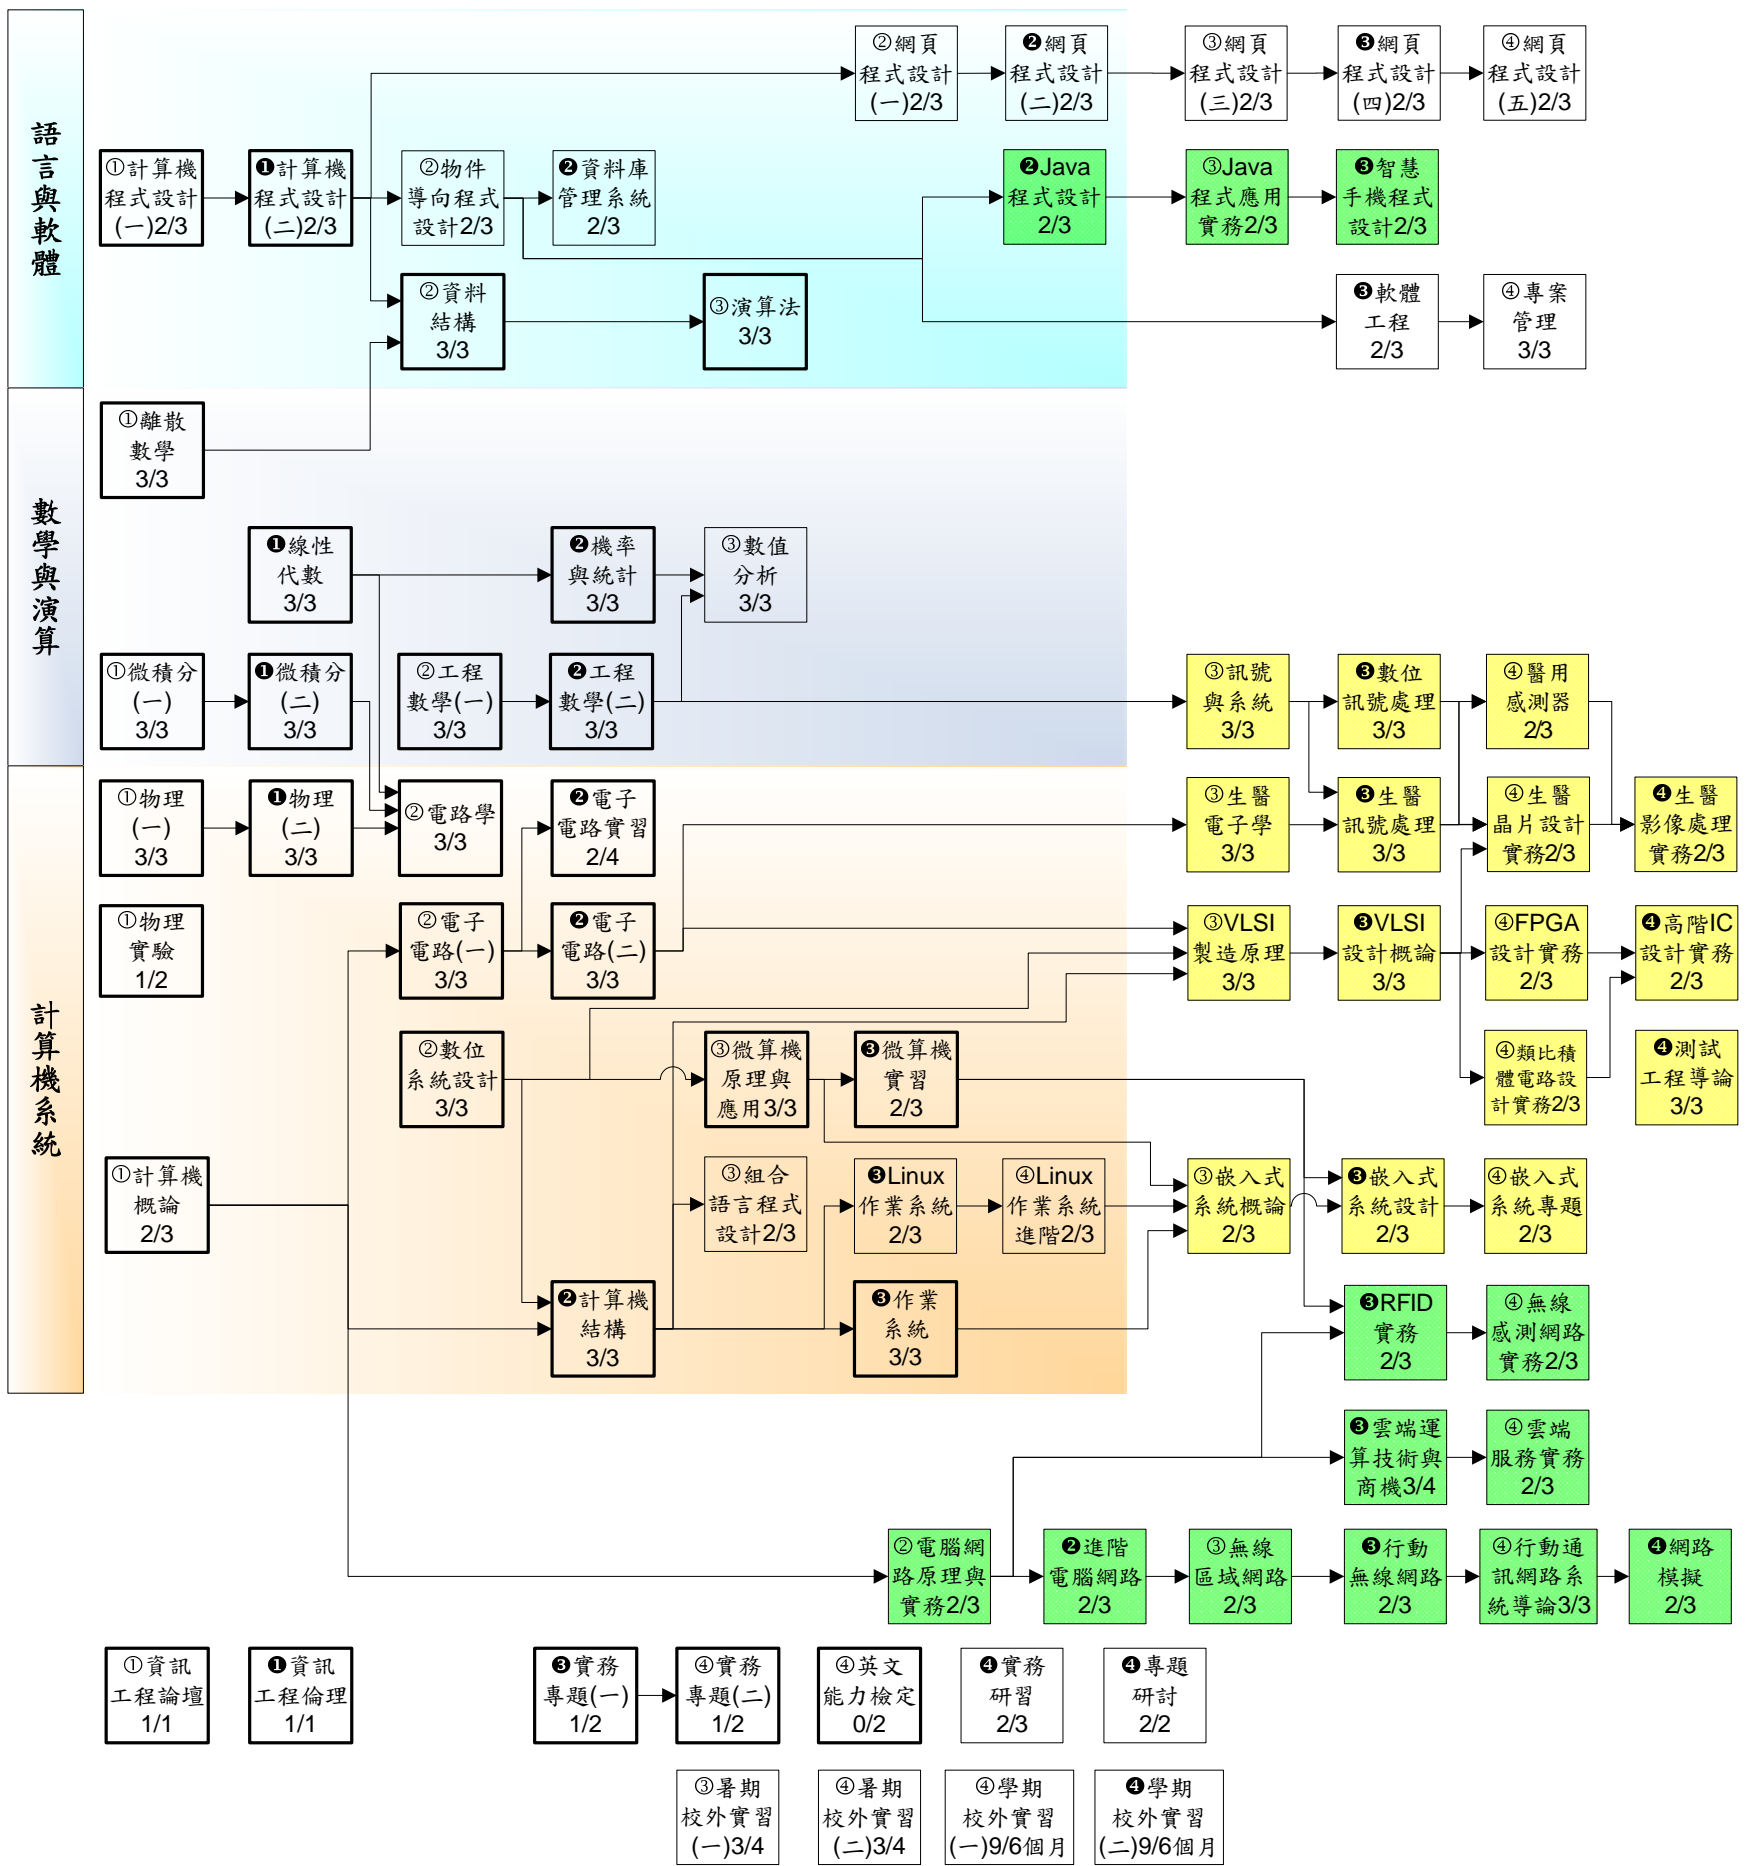 語言與軟體
②網頁
程式設計
(一)2/3
❷網頁
程式設計
(二)2/3
③網頁
程式設計
(三)2/3
❸網頁
程式設計
(四)2/3
④網頁
程式設計
(五)2/3
①計算機
程式設計
(一)2/3
❶計算機
程式設計
(二)2/3
②物件
導向程式
設計2/3
❷資料庫
管理系統
2/3
❷Java
程式設計
2/3
③Java
程式應用
實務2/3
❸智慧
手機程式
設計2/3
②資料
結構
3/3
③演算法
3/3
❸軟體
工程
2/3
④專案
管理
3/3
數學與演算
①離散
數學
3/3
❶線性
代數
3/3
❷機率
與統計
3/3
③數值
分析
3/3
①微積分
(一)
3/3
❶微積分
(二)
3/3
②工程
數學(一)
3/3
❷工程
數學(二)
3/3
③訊號
與系統
3/3
❸數位
訊號處理
3/3
④醫用
感測器
2/3
計算機系統
①物理
(一)
3/3
❶物理
(二)
3/3
②電路學
3/3
❷電子
電路實習
2/4
③生醫
電子學
3/3
❸生醫
訊號處理
3/3
④生醫
晶片設計
實務2/3
❹生醫
影像處理
實務2/3
①物理
實驗
1/2
②電子
電路(一)
3/3
❷電子
電路(二)
3/3
③VLSI
製造原理
3/3
❸VLSI
設計概論
3/3
④FPGA
設計實務
2/3
❹高階IC
設計實務
2/3
②數位
系統設計
3/3
③微算機
原理與
應用3/3
❸微算機
實習
2/3
④類比積
體電路設
計實務2/3
❹測試
工程導論
3/3
①計算機
概論
2/3
③組合
語言程式
設計2/3
❸Linux
作業系統
2/3
④Linux
作業系統
進階2/3
③嵌入式
系統概論
2/3
❸嵌入式
系統設計
2/3
④嵌入式
系統專題
2/3
❷計算機
結構
3/3
❸作業
系統
3/3
❸RFID
實務
2/3
④無線
感測網路
實務2/3
❸雲端運
算技術與
商機3/4
④雲端
服務實務
2/3
②電腦網
路原理與
實務2/3
❷進階
電腦網路
2/3
③無線
區域網路
2/3
❸行動
無線網路
2/3
④行動通
訊網路系
統導論3/3
❹網路
模擬
2/3
①資訊
工程論壇
1/1
❶資訊
工程倫理
1/1
❸實務
專題(一)
1/2
④實務
專題(二)
1/2
④英文
能力檢定
0/2
❹實務
研習
2/3
❹專題
研討
2/2
③暑期
校外實習
(一)3/4
④暑期
校外實習
(二)3/4
④學期
校外實習
(一)9/6個月
❹學期
校外實習
(二)9/6個月